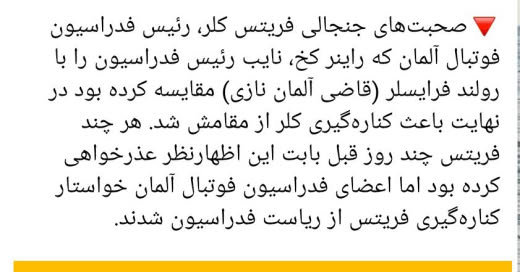 🔻صحبت‌های جنجالی فریتس کلر، رئیس فدراسیون
فوتبال آلمان که راینر کخ، نایب رئیس فدراسیون را با
رولند فرایسلر (قاضی آلمان نازی) مقایسه کرده بود در
نهایت باعث کناره‌گیری کلر از مقامش شد. هر چند
فریتس چند روز قبل بابت این اظهارنظر عذرخواهی
کرده بود اما اعضای فدراسیون فوتبال آلمان خواستار
کناره‌گیری فریتس از ریاست فدراسیون شدند.